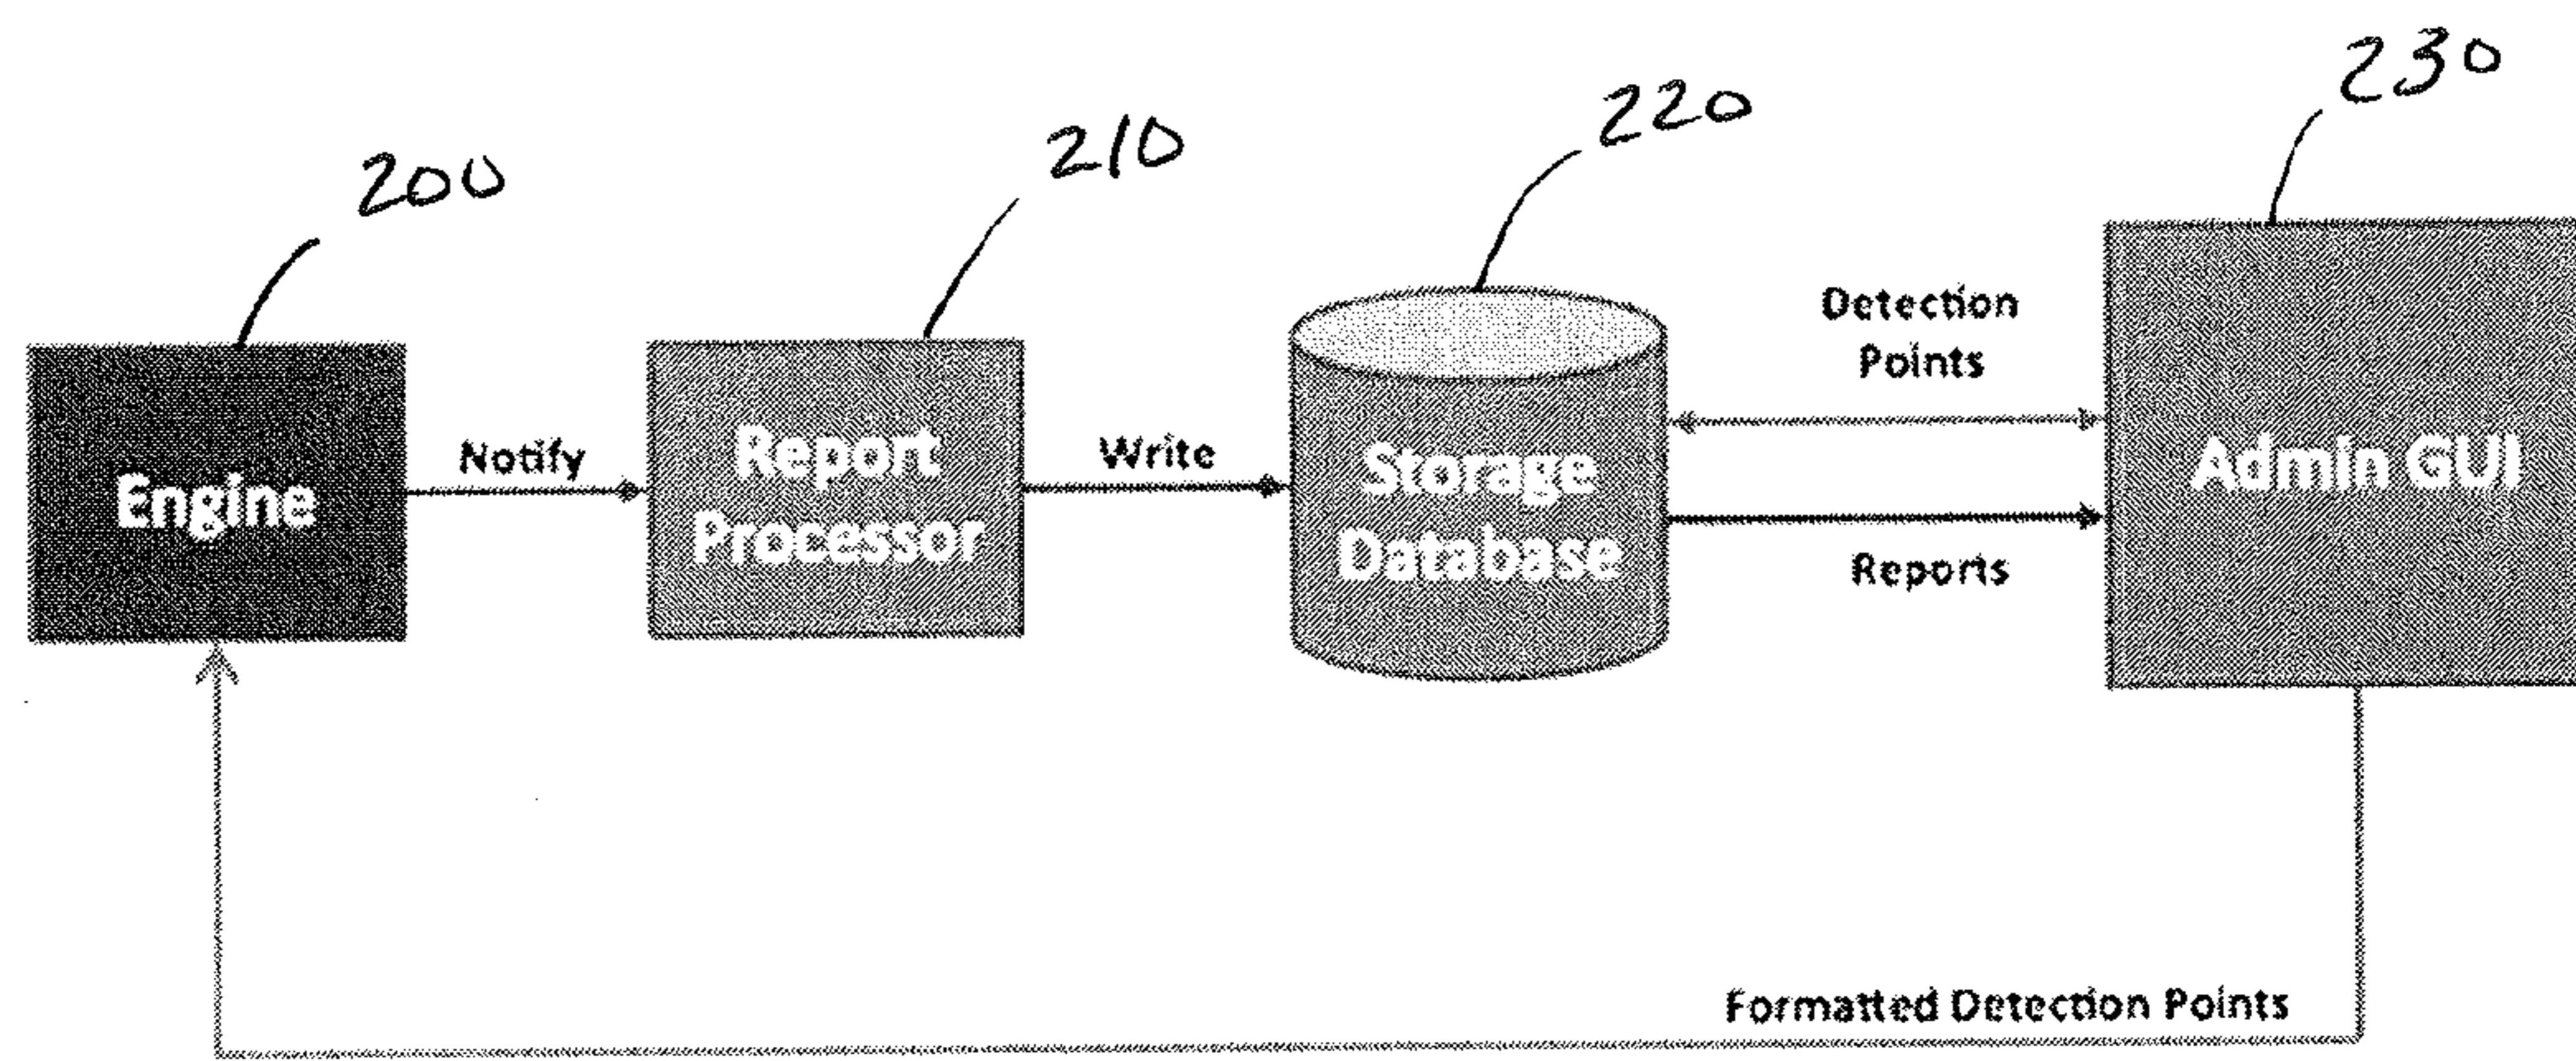 200
210
220
230
Engine
Notify
Report
Processor
Write
Storage
Database
Detection
Points
Reports
Admin GUI
Formatted Detection Points